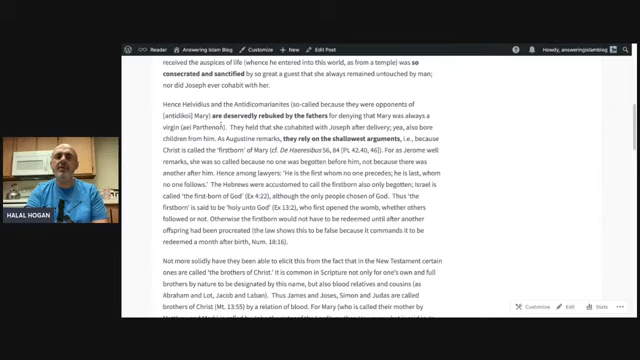 Reader Answering Islam Blog Customize New Edit Post Howdy, answeringislamblog
received the auspices of life (whence he entered into this world, as from a temple) was so
consecrated and sanctified by so great a guest that she always remained untouched by man;
nor did Joseph ever cohabit with her.
Hence Helvidius and the Antidicomarianites (so-called because they were opponents of
[antidikoi] Mary) are deservedly rebuked by the fathers for denying that Mary was always a
virgin (aei Parthenon). They held that she cohabited with Joseph after delivery; yea, also bore
children from him. As Augustine remarks, they rely on the shallowest arguments, i.e., because
Christ is called the 'firstborn' of Mary (cf. De Haeresibus 56, 84 [PL 42.40, 46]). For as Jerome well
remarks, she was so called because no one was begotten before him, not because there was
another after him. Hence among lawyers: 'He is the first whom no one precedes; he is last, whom
no one follows.' The Hebrews were accustomed to call the firstborn also only begotten; Israel is
called 'the first-born of God' (Ex 4:22), although the only people chosen of God. Thus 'the
firstborn' is said to be 'holy unto God' (Ex 13:2), who first opened the womb, whether others
followed or not. Otherwise the firstborn would not have to be redeemed until after another
offspring had been procreated (the law shows this to be false because it commands it to be
redeemed a month after birth, Num. 18:16).
Not more solidly have they been able to elicit this from the fact that in the New Testament certain
ones are called 'the brothers of Christ'. It is common in Scripture not only for one's own and full
brothers by nature to be designated by this name, but also blood relatives and cousins (as
Abraham and Lot, Jacob and Laban). Thus James and Joses, Simon and Judas are called
brothers of Christ (Mt. 13:55) by a relation of blood. For Mary (who is called their mother by
Customize Edit Stats
HALAL HOGAN